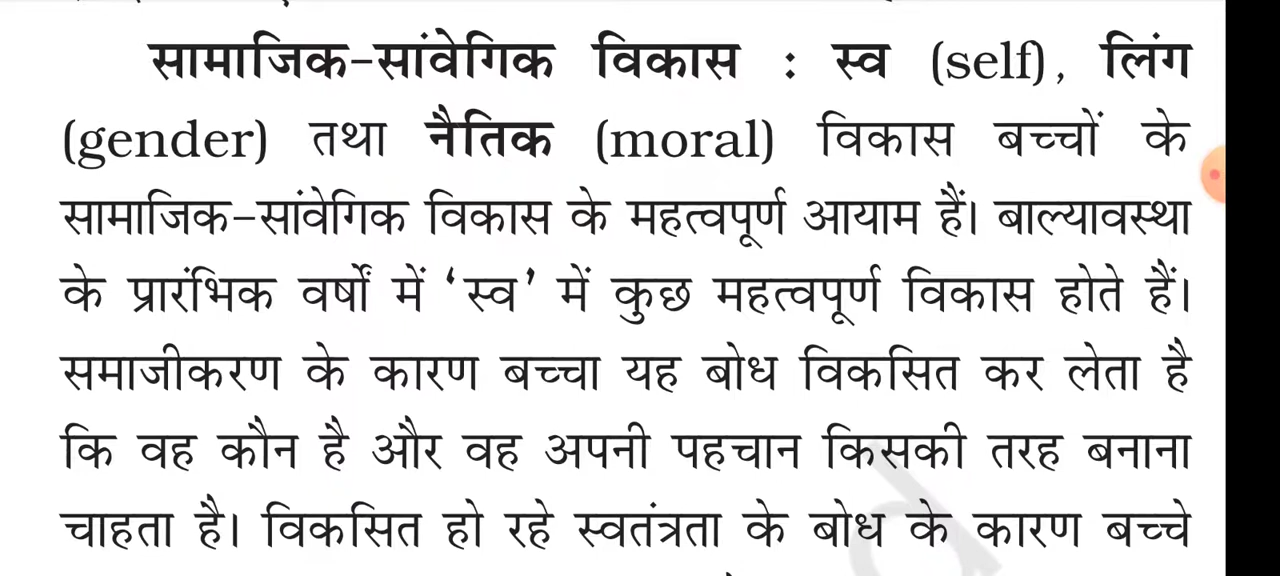 सामाजिक-सांवेगिक विकास : स्व (self), लिंग
(gender) तथा नैतिक (moral) विकास बच्चों के
सामाजिक-सांवेगिक विकास के महत्वपूर्ण आयाम हैं। बाल्यावस्था
के प्रारंभिक वर्षों में ‘स्व’ में कुछ महत्वपूर्ण विकास होते हैं।
समाजीकरण के कारण बच्चा यह बोध विकसित कर लेता है
कि वह कौन है और वह अपनी पहचान किसकी तरह बनाना
चाहता है। विकसित हो रहे स्वतंत्रता के बोध के कारण बच्चे